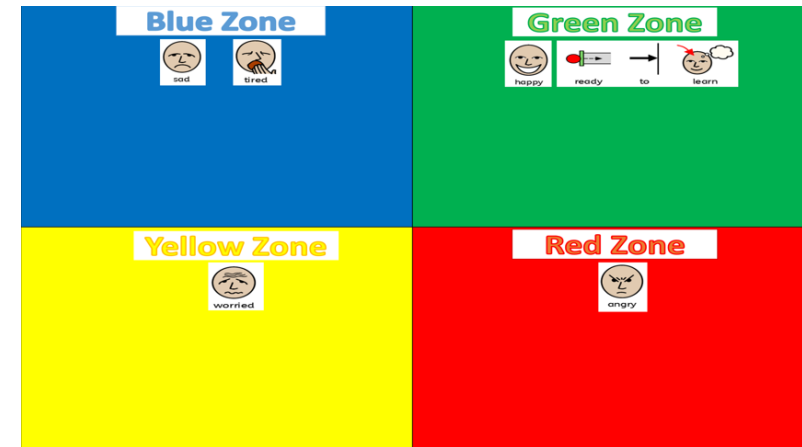 Blue Zone
sad tired
Green Zone
happy ready to learn
Yellow Zone
worried
Red Zone
angry